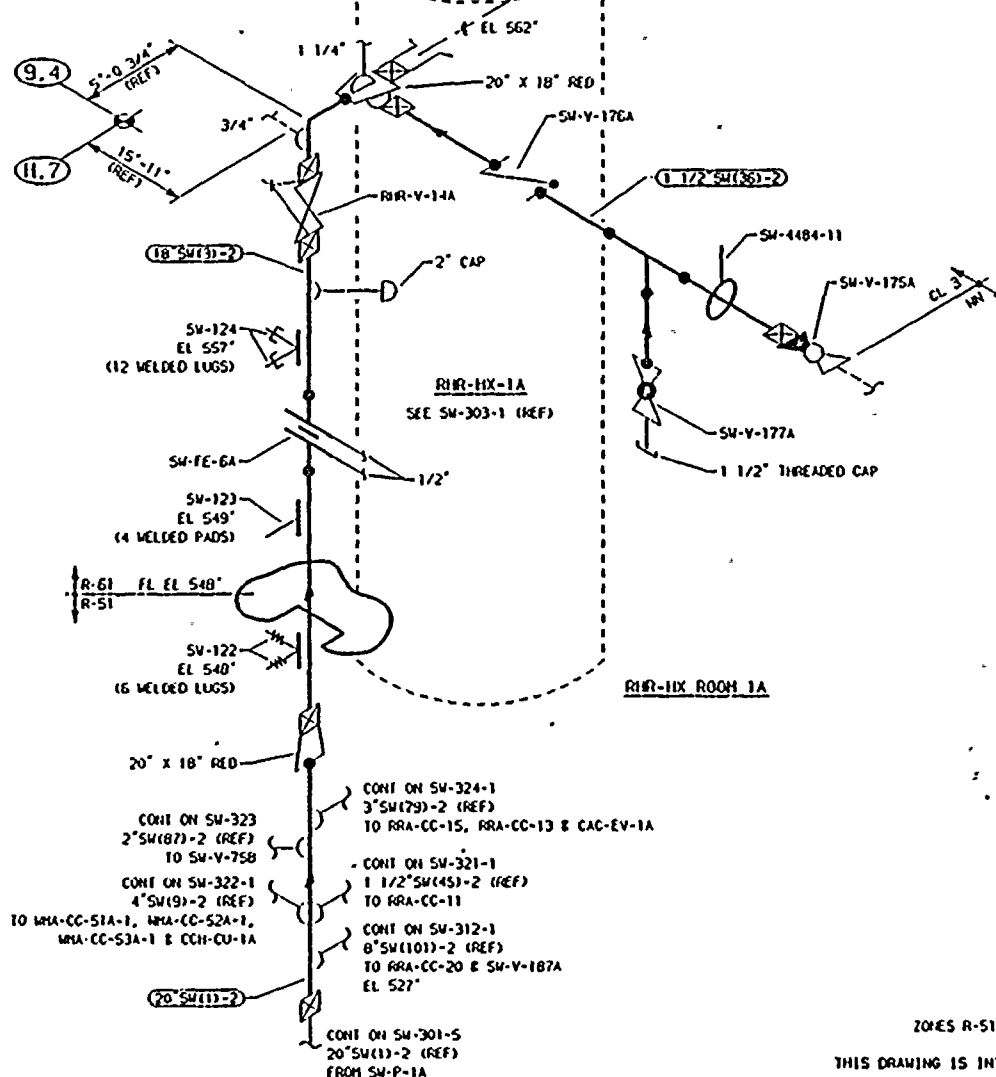 EL 562"
1 1/4"
20" X 18" RED
9.4
5"-0 3/4"
(REF)
3/4"
SW-V-176A
11.7
15"-11"
(REF)
1 1/2"SW(36)-2
RHR-V-14A
SW-4484-11
18"SW(3)-2
2" CAP
SW-V-175A
CL 3"
SW-124
EL 557"
(12 WELDED LUGS)
RHR-HX-1A
SEE SW-303-1 (REF)
SW-V-177A
SW-FE-6A
1/2"
1 1/2" THREADED CAP
SW-123
EL 549"
(4 WELDED PADS)
R-61 FL EL 548"
R-51
SW-122
EL 540"
(6 WELDED LUGS)
RHR-HX ROOM 1A
20" X 18" RED
CONT ON SW-324-1
3"SW(79)-2 (REF)
TO RRA-CC-15, RRA-CC-13 & CAC-EV-1A
CONT ON SW-323
2"SW(87)-2 (REF)
TO SW-V-75B
CONT ON SW-321-1
1 1/2"SW(45)-2 (REF)
TO RRA-CC-11
CONT ON SW-322-1
4"SW(9)-2 (REF)
TO WMA-CC-51A-1, WMA-CC-52A-1,
WMA-CC-53A-1 & CCH-CU-1A
CONT ON SW-312-1
8"SW(101)-2 (REF)
TO RRA-CC-20 & SW-V-187A
EL 527"
20"SW(1)-2
CONT ON SW-301-5
20"SW(1)-2 (REF)
FROM SW-P-1A
ZONES R-51
THIS DRAWING IS IN